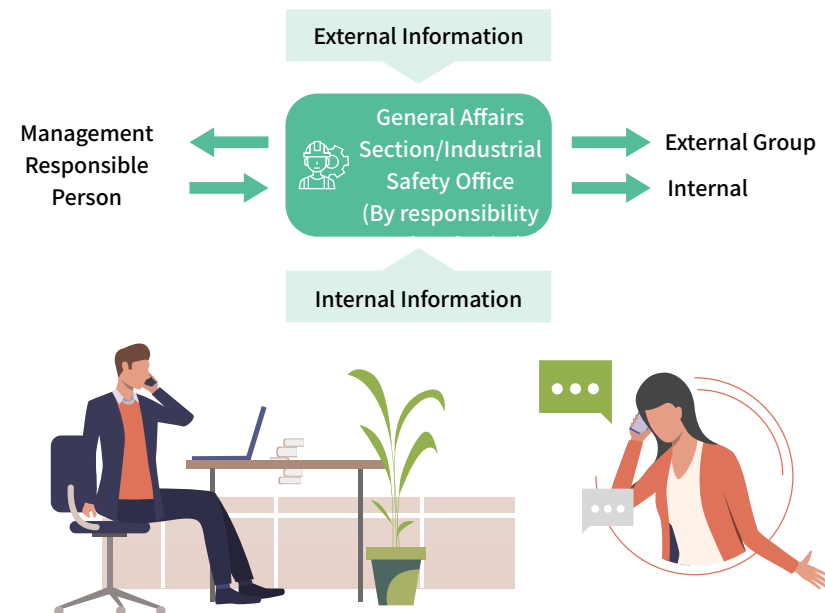 External Information
Management
Responsible
Person
General Affairs
Section/Industrial
Safety Office
(By responsibility
External Group
Internal
Internal Information